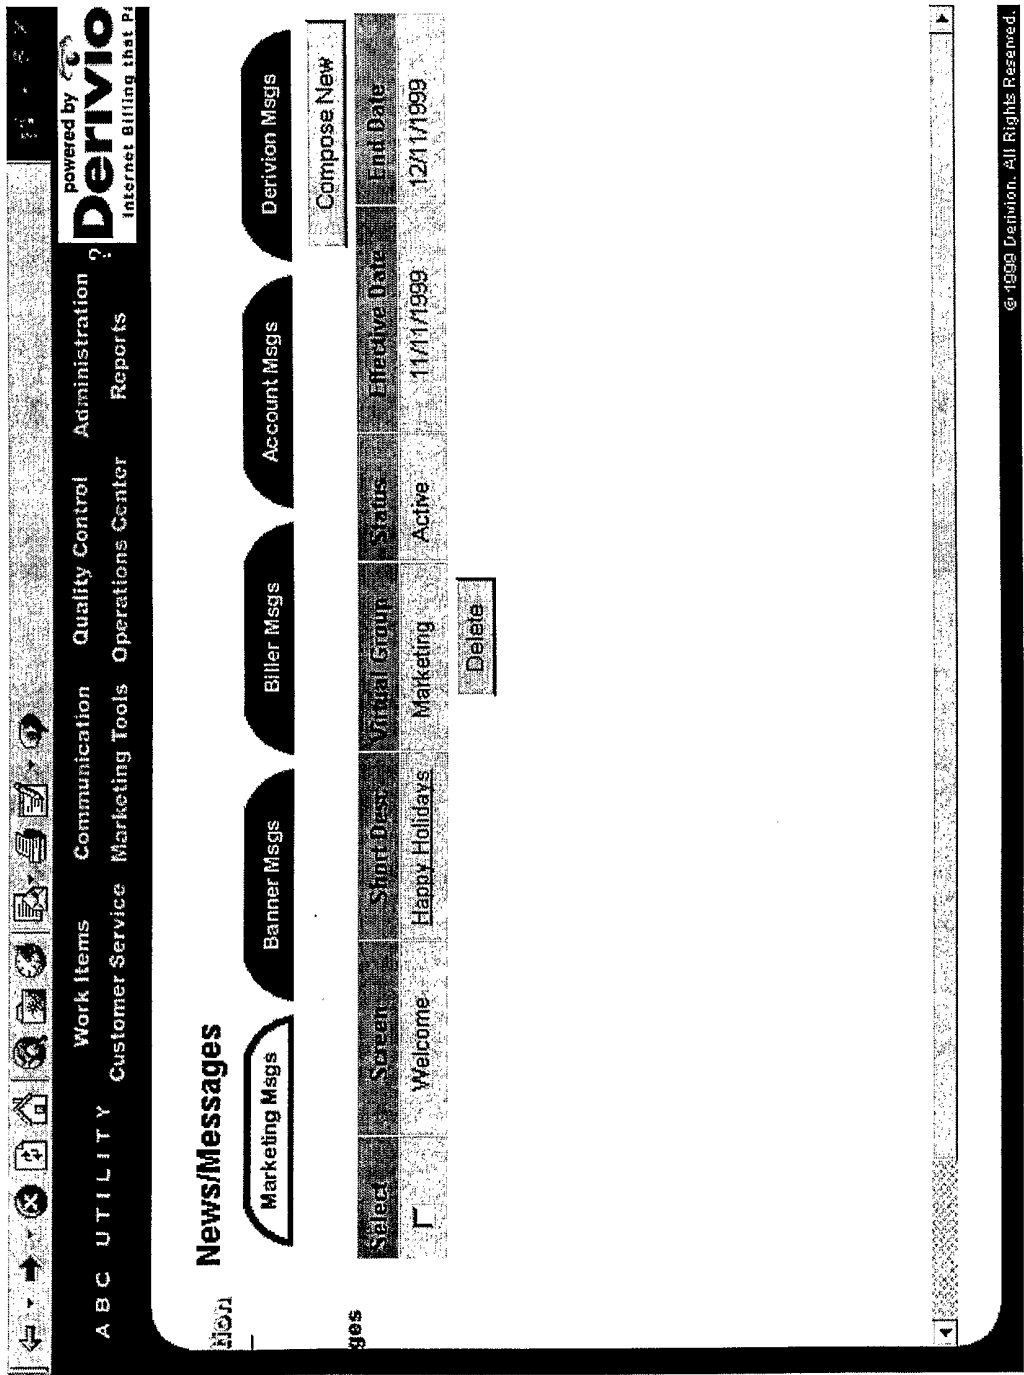 powered by
Derivio
Internet Billing that Pa
A B C  U T I L I T Y
Work Items Communication Quality Control Administration ?
Customer Service Marketing Tools Operations Center Reports
tion
News/Messages
Marketing Msgs Banner Msgs Biller Msgs Account Msgs Derivion Msgs
Compose New
ges
Select Screen Short Desc Virtual Group Status Effective Date End Date
Welcome Happy Holidays Marketing Active 11/11/1999 12/11/1999
Delete
© 1999 Derivion. All Rights Reserved.